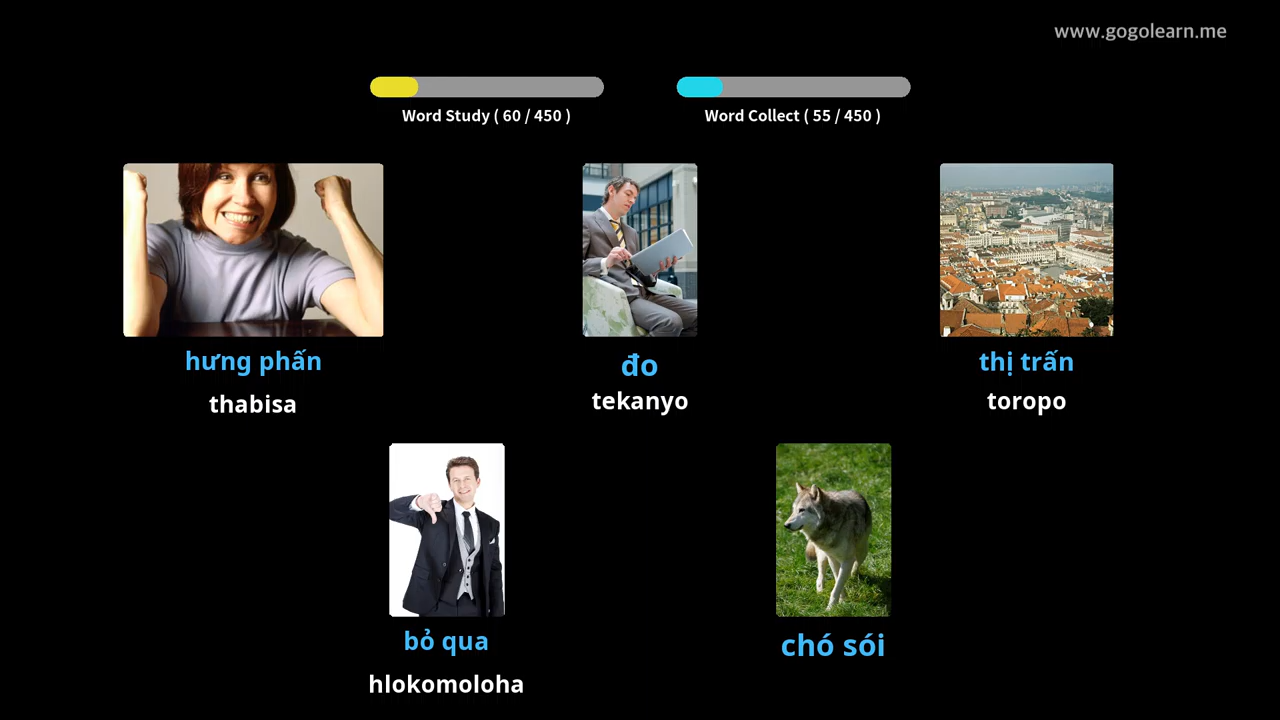 www.gogolearn.me
Word Study ( 60 / 450 )
Word Collect ( 55 / 450 )
hưng phấn
thabisa
đo
tekanyo
thị trấn
toropo
bỏ qua
hlokomoloha
chó sói